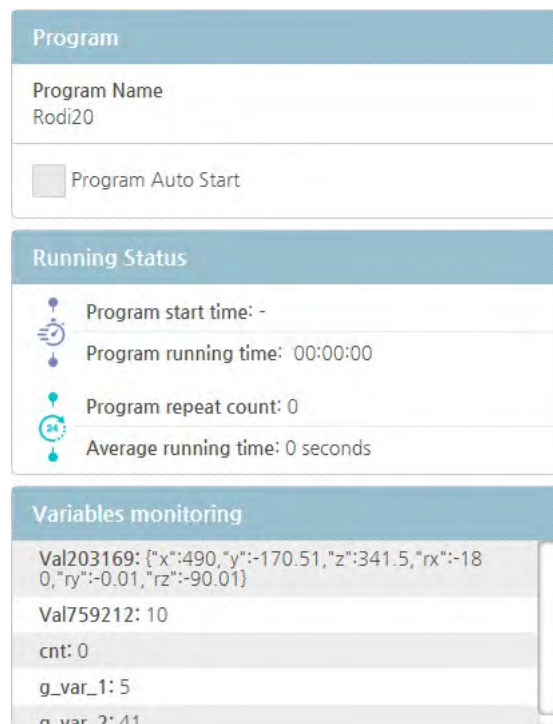 Program
Program Name
Rodi20
Program Auto Start
Running Status
Program start time: -
Program running time: 00:00:00
24
Program repeat count: 0
Average running time: 0 seconds
Variables monitoring
Val203169: {"x":490,"y":-170.51,"z":341.5,"rx":-18
0,"ry":-0.01,"rz":-90.01}
Val759212: 10
cnt: 0
g_var_1: 5
g_var_2: 41